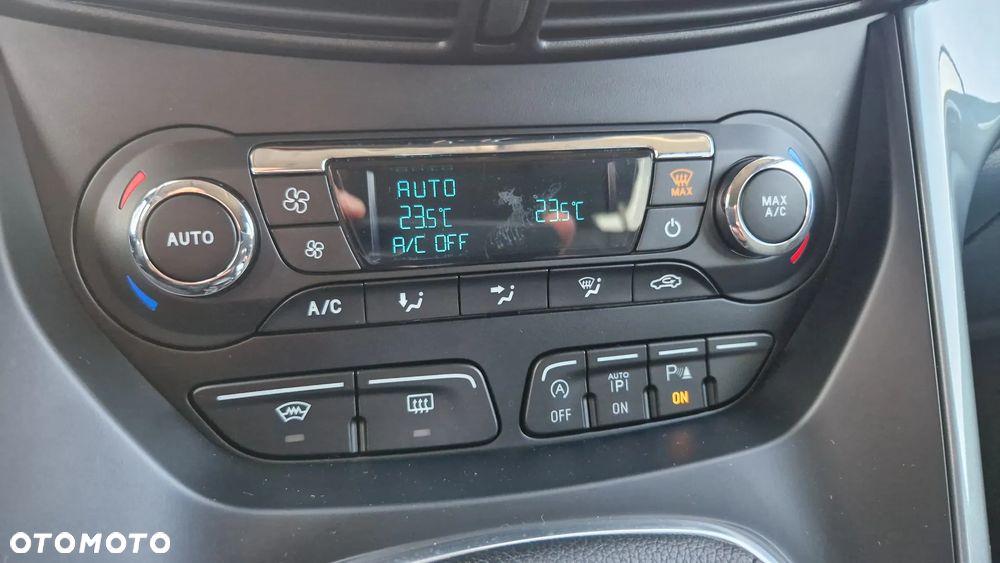 AUTO
AUTO
23.5°C
23.5°C
A/C OFF
MAX
MAX
A/C
A/C
A
OFF
AUTO
P
ON
P
ON
OTOMOTO